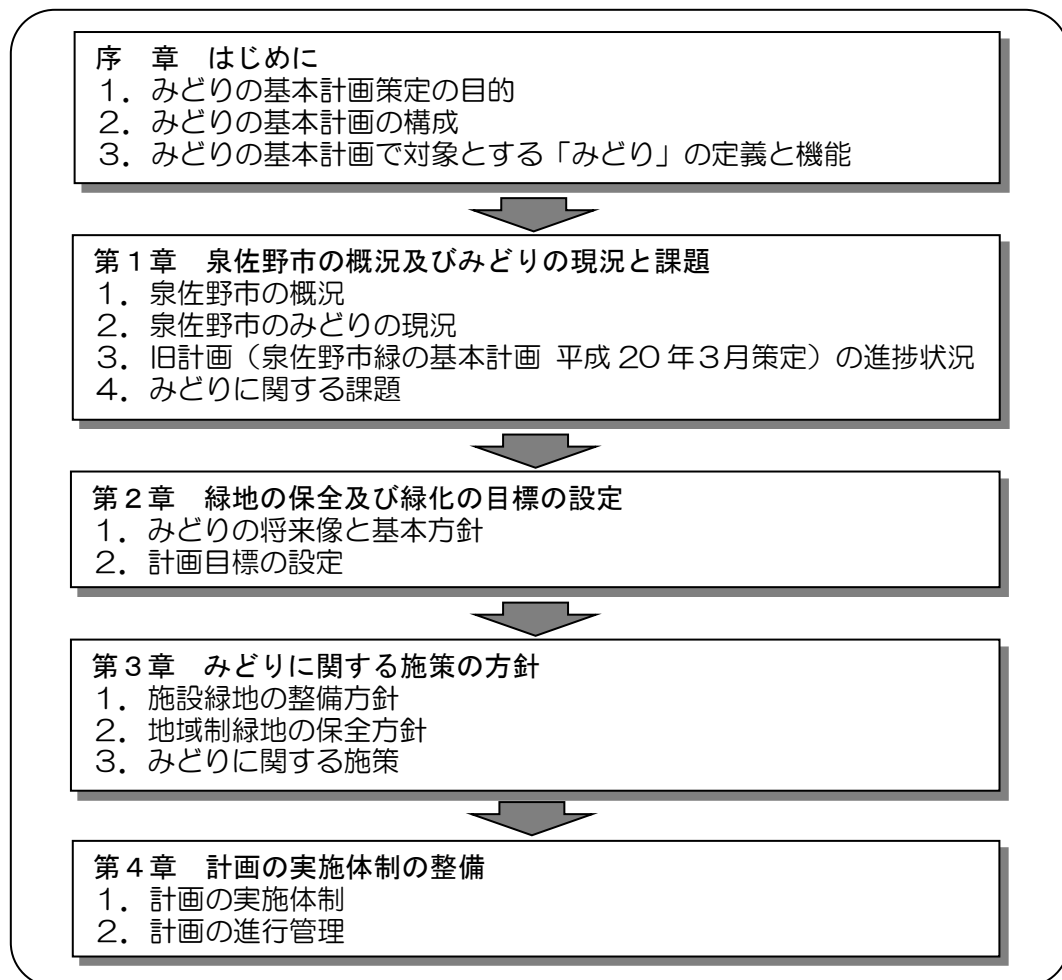 序　章　はじめに
１．みどりの基本計画策定の目的
２．みどりの基本計画の構成
３．みどりの基本計画で対象とする「みどり」の定義と機能
第１章　泉佐野市の概況及びみどりの現況と課題
１．泉佐野市の概況
２．泉佐野市のみどりの現況
３．旧計画（泉佐野市緑の基本計画 平成 20 年３月策定）の進捗状況
４．みどりに関する課題
第２章　緑地の保全及び緑化の目標の設定
１．みどりの将来像と基本方針
２．計画目標の設定
第３章　みどりに関する施策の方針
１．施設緑地の整備方針
２．地域制緑地の保全方針
３．みどりに関する施策
第４章　計画の実施体制の整備
１．計画の実施体制
２．計画の進行管理